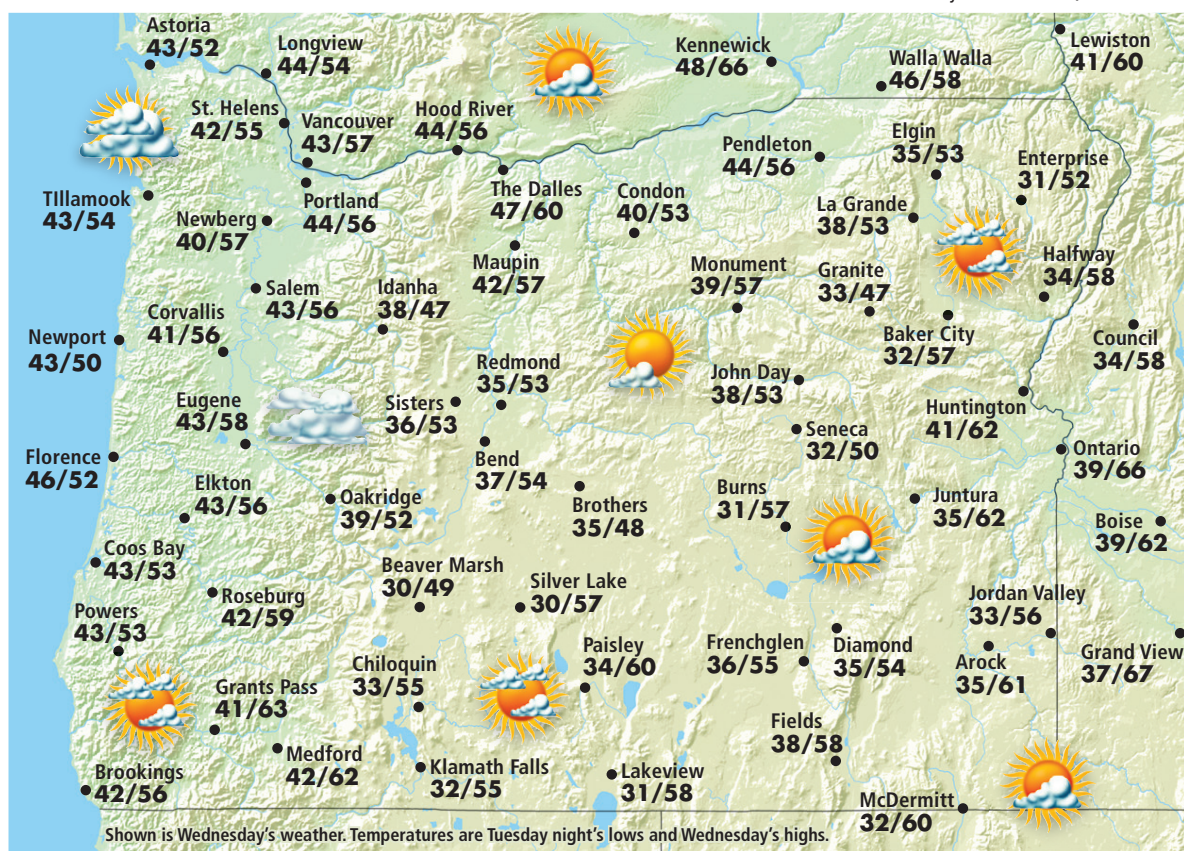 Astoria
43/52
Longview
44/54
Kennewick
48/66
Walla Walla
46/58
Lewiston
41/60
St. Helens
42/55
Vancouver
43/57
Hood River
44/56
Pendleton
44/56
Elgin
35/53
Enterprise
31/52
TIllamook
43/54
Newberg
40/57
Portland
44/56
The Dalles
47/60
Condon
40/53
La Grande
38/53
Maupin
42/57
Monument
39/57
Granite
33/47
Halfway
34/58
Salem
43/56
Idanha
38/47
Corvallis
41/56
Newport
43/50
Baker City
32/57
Council
34/58
Redmond
35/53
John Day
38/53
Eugene
43/58
Sisters
36/53
Huntington
41/62
Seneca
32/50
Florence
46/52
Bend
37/54
Ontario
39/66
Elkton
43/56
Oakridge
39/52
Brothers
35/48
Burns
31/57
Juntura
35/62
Boise
39/62
Coos Bay
43/53
Beaver Marsh
30/49
Silver Lake
30/57
Roseburg
42/59
Jordan Valley
33/56
Powers
43/53
Paisley
34/60
Frenchglen
36/55
Diamond
35/54
Arock
35/61
Grand View
37/67
Chiloquin
33/55
Grants Pass
41/63
Fields
38/58
Medford
42/62
Klamath Falls
32/55
Lakeview
31/58
Brookings
42/56
McDermitt
32/60
Shown is Wednesday's weather. Temperatures are Tuesday night's lows and Wednesday's highs.